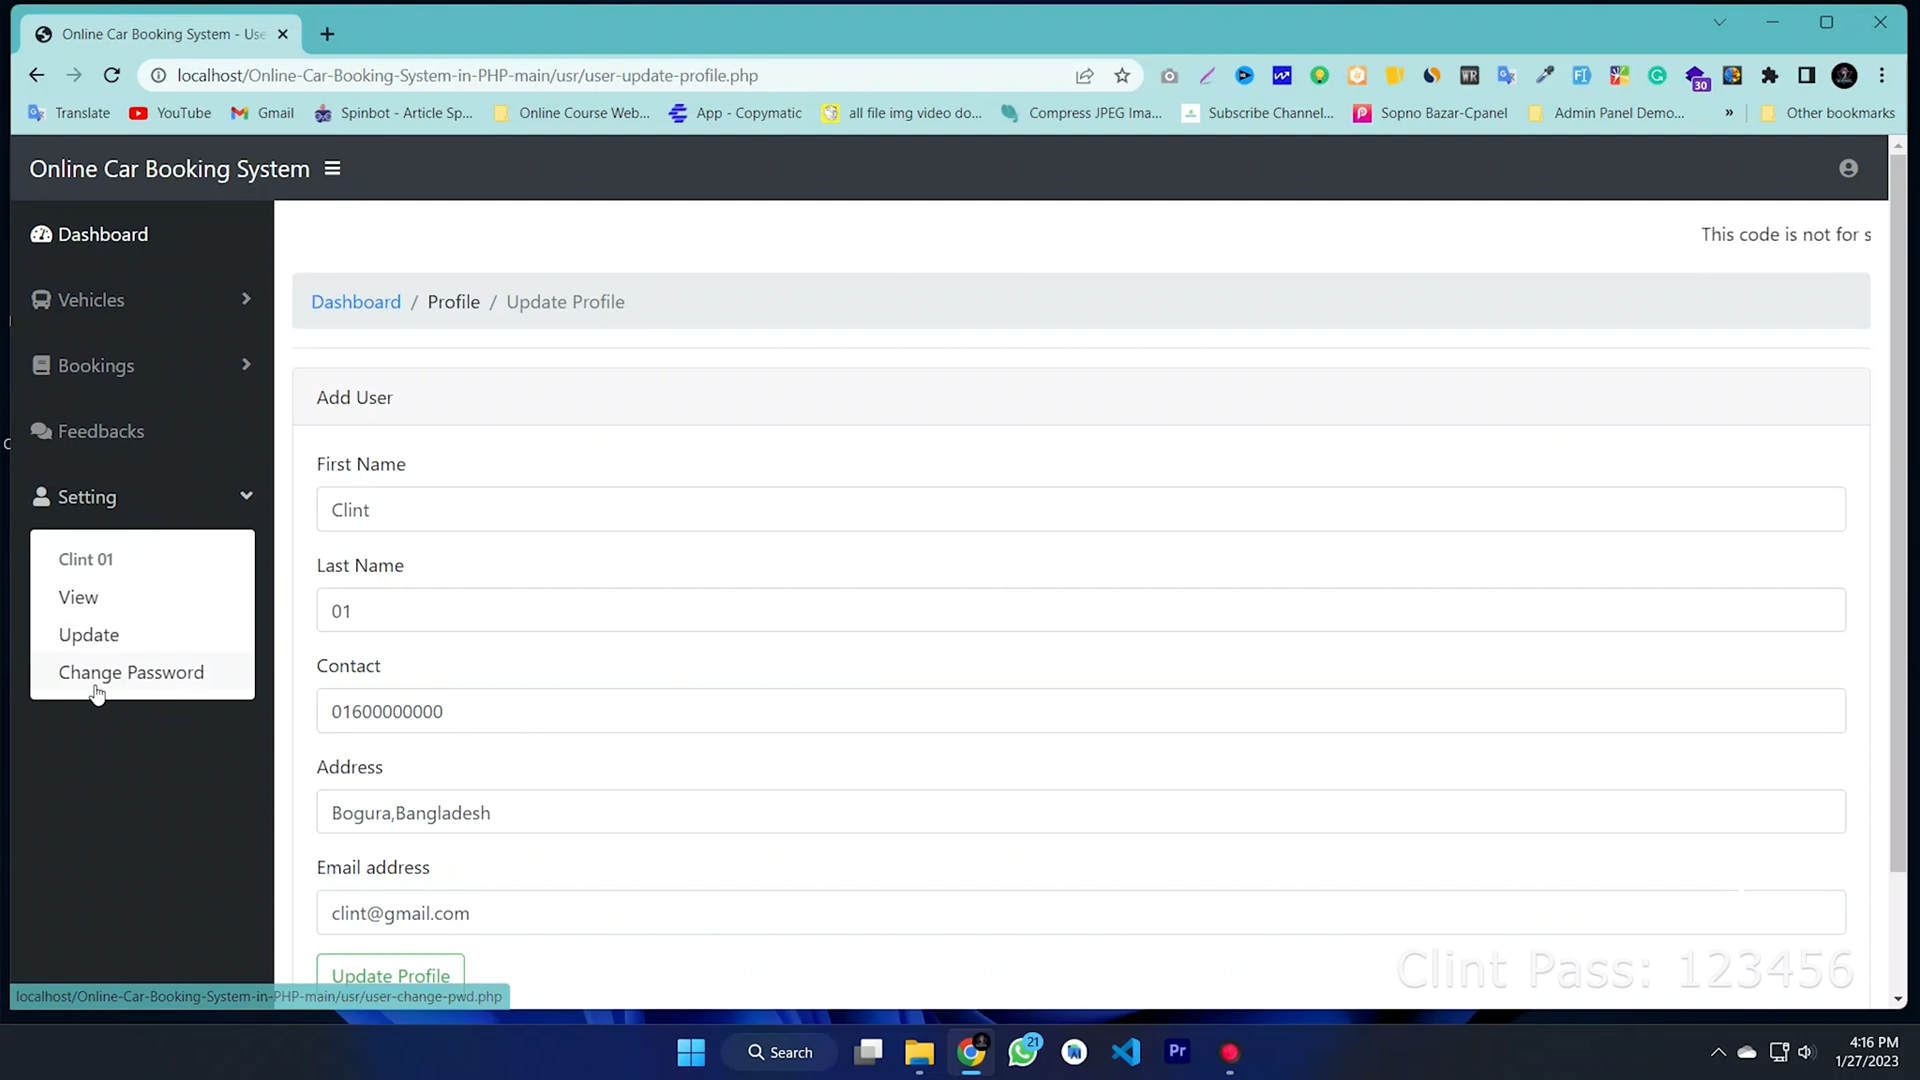 Online Car Booking System - Use
localhost/Online-Car-Booking-System-in-PHP-main/usr/user-update-profile.php
WR
FI
30
Translate
YouTube
Gmail
Spinbot - Article Sp...
Online Course Web...
App - Copymatic
all file img video do...
Compress JPEG Ima...
Subscribe Channel...
Sopno Bazar-Cpanel
Admin Panel Demo...
»
Other bookmarks
Online Car Booking System
Dashboard
Vehicles
Bookings
Feedbacks
Setting
Clint 01
View
Update
Change Password
This code is not for s
Dashboard / Profile / Update Profile
Add User
First Name
Clint
Last Name
01
Contact
01600000000
Address
Bogura,Bangladesh
Email address
clint@gmail.com
Update Profile
Clint Pass: 123456
localhost/Online-Car-Booking-System-in-PHP-main/usr/user-change-pwd.php
Search
21
Pr
4:16 PM
1/27/2023